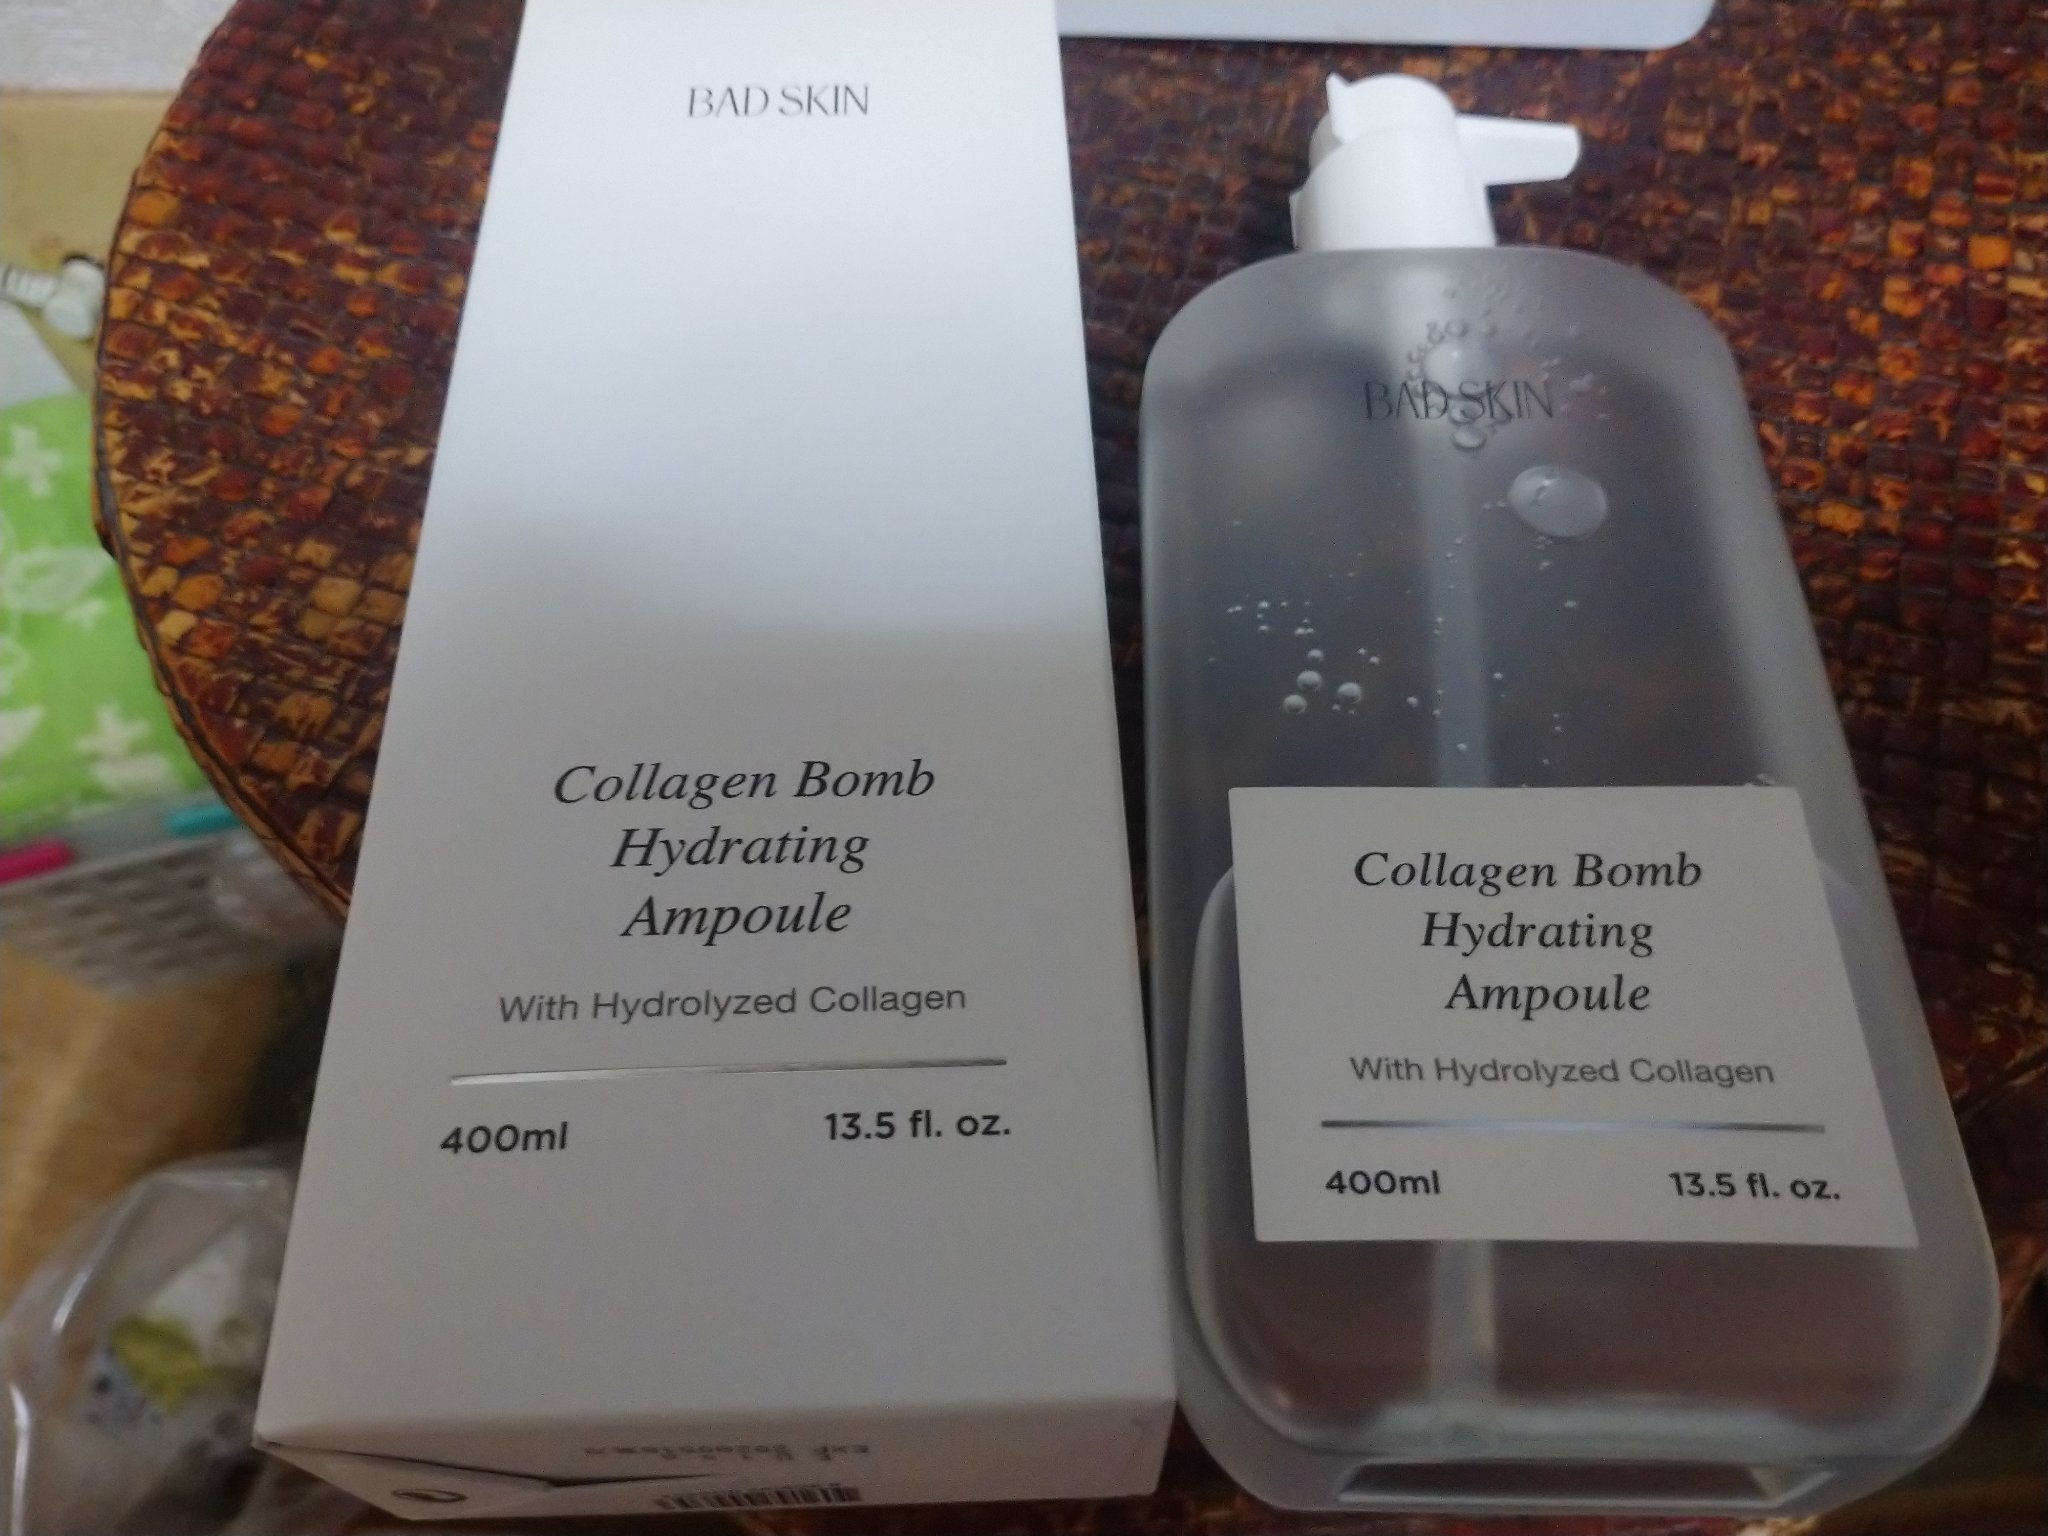 BAD SKIN
Collagen Bomb
Hydrating
Ampoule
With Hydrolyzed Collagen
400ml 13.5 fl. oz.
BAD SKIN
Collagen Bomb
Hydrating
Ampoule
With Hydrolyzed Collagen
400ml 13.5 fl. oz.